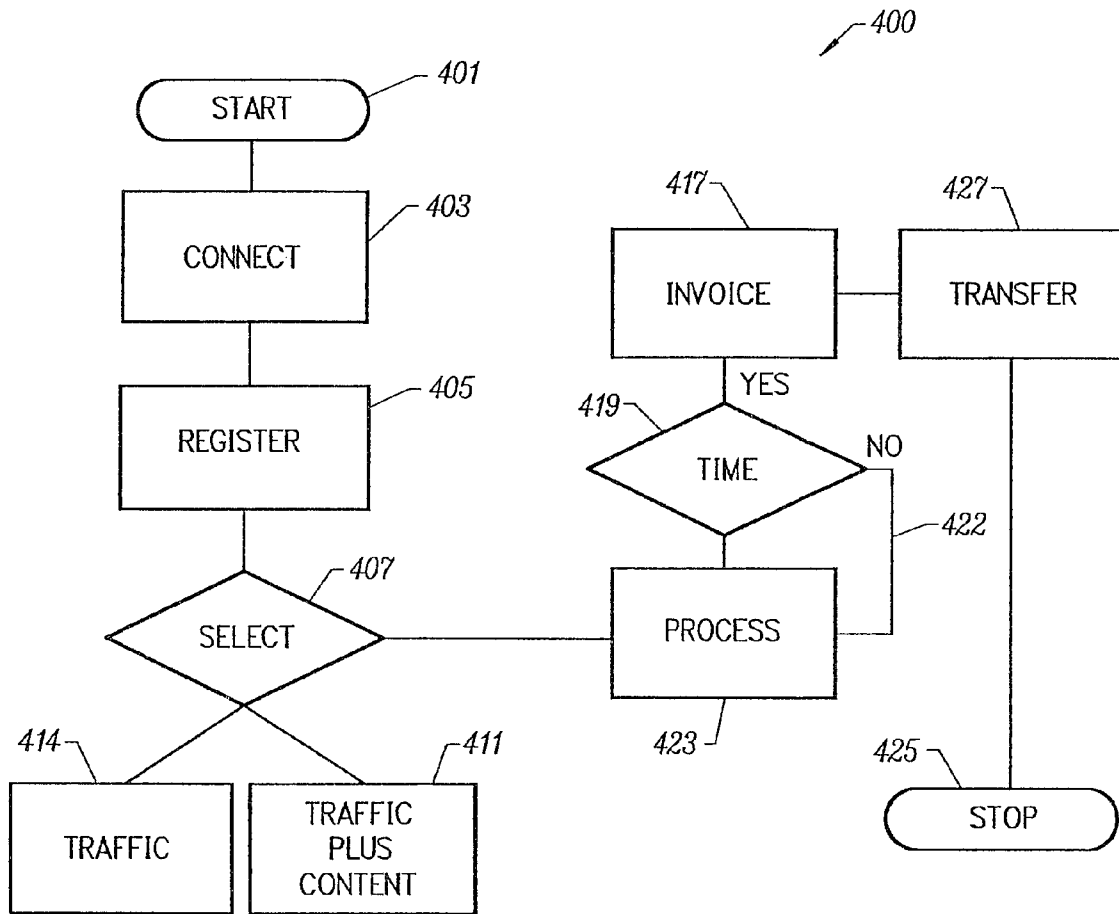 400
401
START
403
CONNECT
405
REGISTER
407
SELECT
414
TRAFFIC
411
TRAFFIC
PLUS
CONTENT
417
INVOICE
427
TRANSFER
YES
419
TIME
NO
422
PROCESS
423
425
STOP